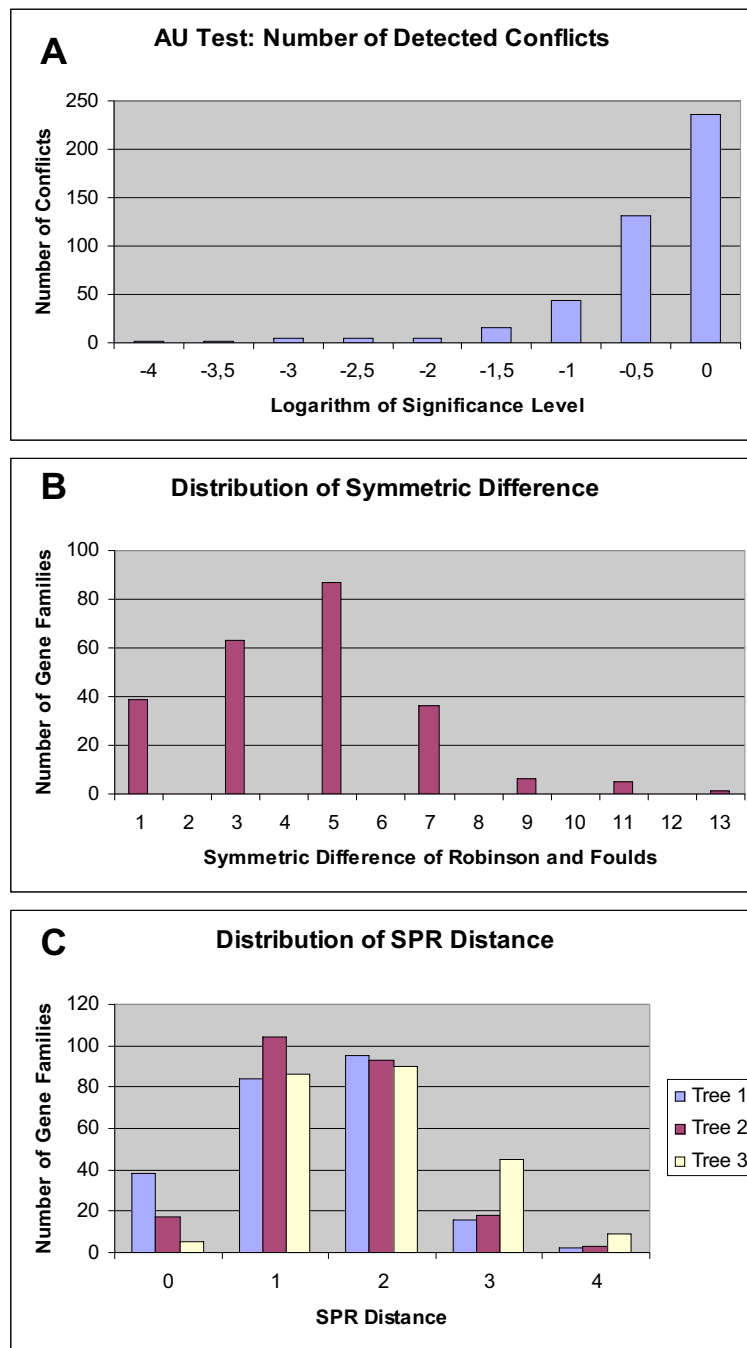 A
AU Test: Number of Detected Conflicts
Number of Conflicts
250
200
150
100
50
0
-4 -3,5 -3 -2,5 -2 -1,5 -1 -0,5 0
Logarithm of Significance Level
B
Distribution of Symmetric Difference
Number of Gene Families
100
80
60
40
20
0
1 2 3 4 5 6 7 8 9 10 11 12 13
Symmetric Difference of Robinson and Foulds
C
Distribution of SPR Distance
Number of Gene Families
120
100
80
60
40
20
0
0 1 2 3 4
SPR Distance
Tree 1
Tree 2
Tree 3